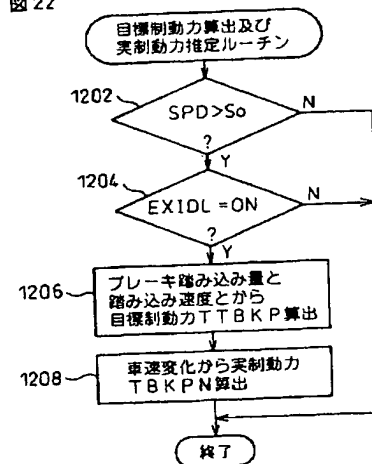 図22
目標制動力算出及び
実制動力推定ルーチン
1202
SPD>So
N
?
Y
1204
EXIDL=ON
N
?
Y
1206
ブレーキ踏み込み量と
踏み込み速度とから
目標制動力TTBKP算出
1208
車速変化から実制動力
TBKPN算出
終了